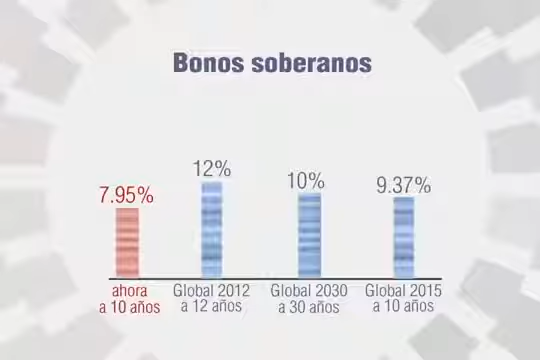 Bonos soberanos
7.95%
12%
10%
9.37%
ahora
a 10 años
Global 2012
a 12 años
Global 2030
a 30 años
Global 2015
a 10 años